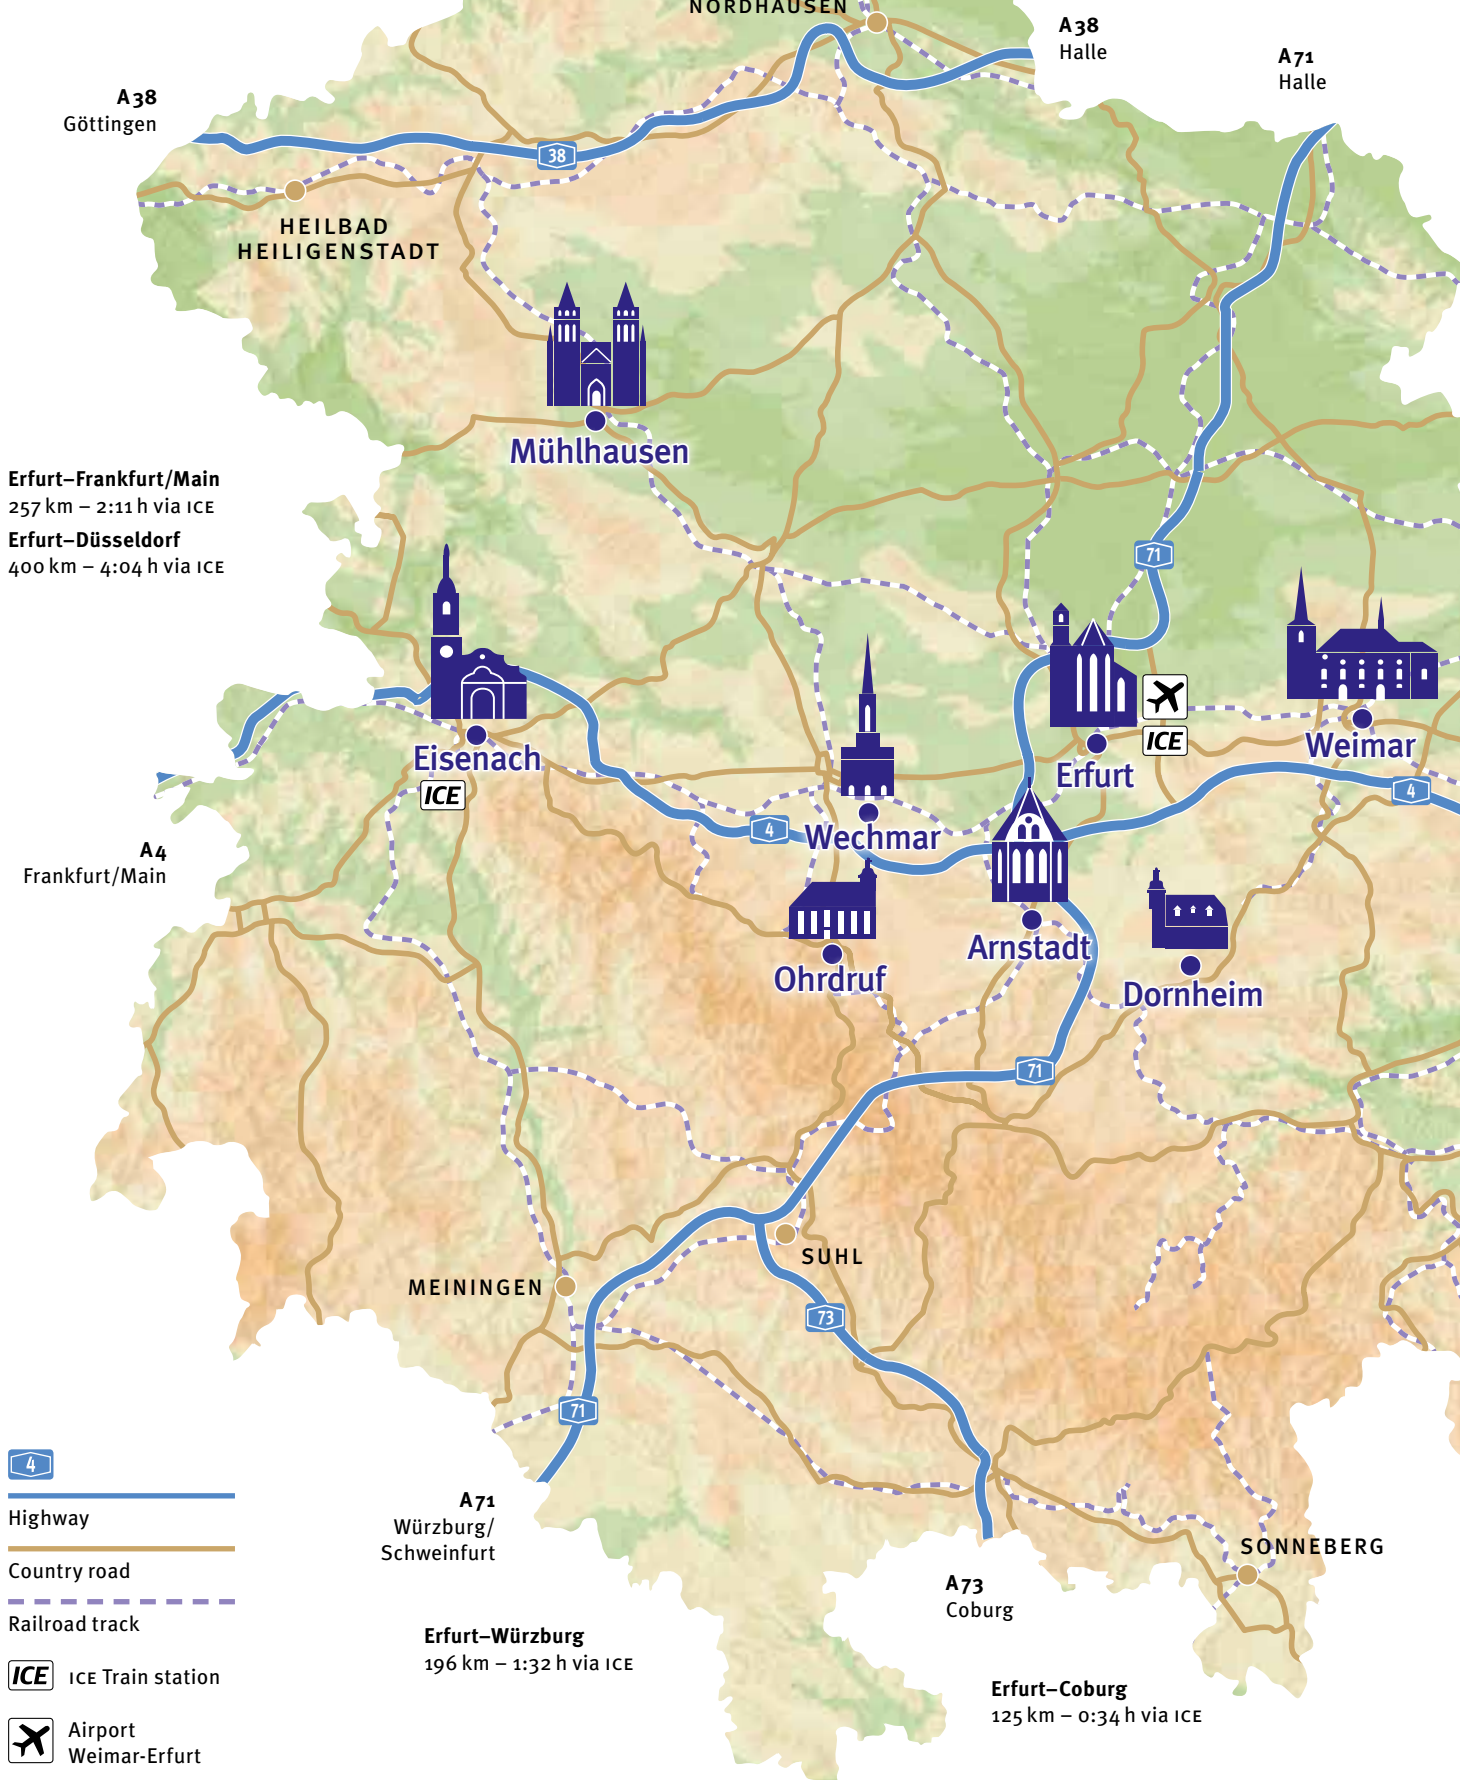 NORDHAUSEN
A38
Halle
A71
Halle
A38
Göttingen
38
HEILBAD
HEILIGENSTADT
Mühlhausen
Erfurt–Frankfurt/Main
257 km – 2:11 h via ICE
Erfurt–Düsseldorf
400 km – 4:04 h via ICE
71
Eisenach
ICE
Erfurt
ICE
Weimar
4
4
Wechmar
A4
Frankfurt/Main
Arnstadt
Ohrdruf
Dornheim
71
SUHL
MEININGEN
73
71
4
Highway
Country road
Railroad track
ICE ICE Train station
Airport
Weimar-Erfurt
A71
Würzburg/
Schweinfurt
SONNEBERG
A73
Coburg
Erfurt–Würzburg
196 km – 1:32 h via ICE
Erfurt–Coburg
125 km – 0:34 h via ICE